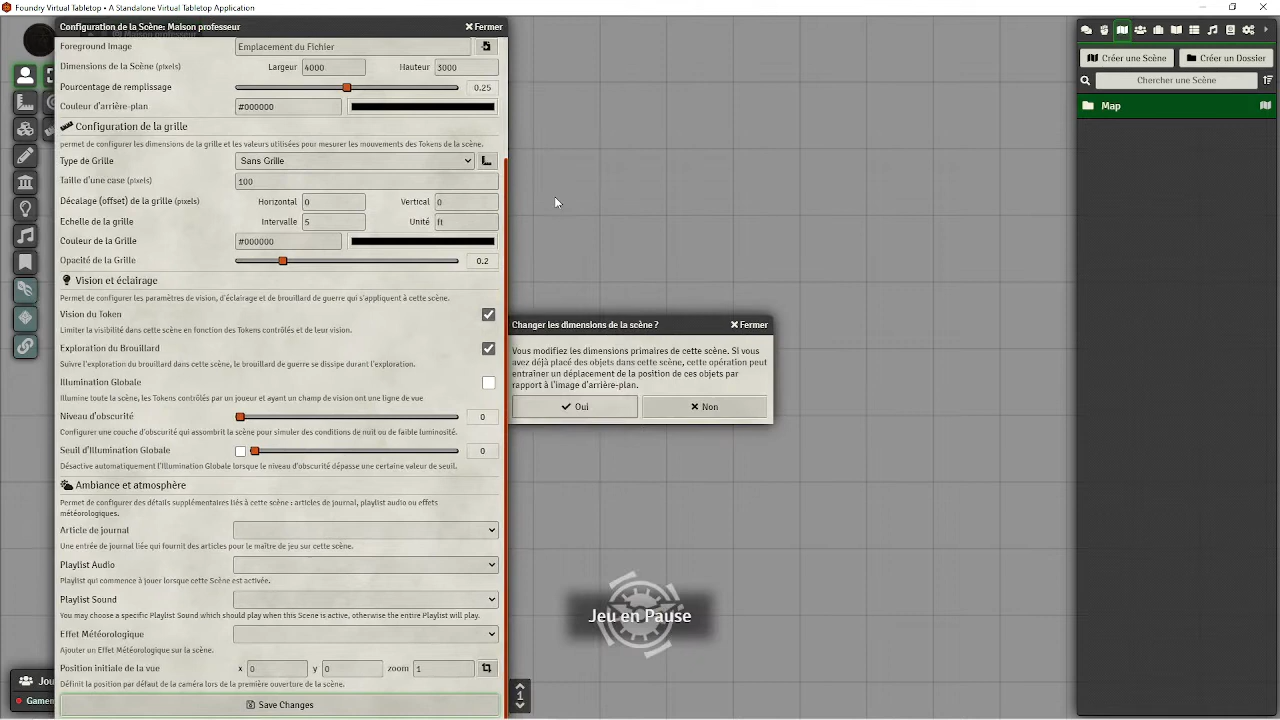 Foundry Virtual Tabletop • A Standalone Virtual Tabletop Application
Configuration de la Scène: Maison professeur
Fermer
Foreground Image
Emplacement du Fichier
Dimensions de la Scène (pixels)
Largeur
4000
Hauteur
3000
Pourcentage de remplissage
0.25
Couleur d'arrière-plan
#000000
Configuration de la grille
permet de configurer les dimensions de la grille et les valeurs utilisées pour mesurer les mouvements des Tokens de la scène.
Type de Grille
Sans Grille
Taille d'une case (pixels)
100
Décalage (offset) de la grille (pixels)
Horizontal
0
Vertical
0
Echelle de la grille
Intervalle
5
Unité
ft
Couleur de la Grille
#000000
Opacité de la Grille
0.2
Vision et éclairage
Permet de configurer les paramètres de vision, d'éclairage et de brouillard de guerre qui s'appliquent à cette scène.
Vision du Token
Limiter la visibilité dans cette scène en fonction des Tokens contrôlés et de leur vision.
Exploration du Brouillard
Suivre l'exploration du brouillard dans cette scène, le brouillard de guerre se dissipe durant l'exploration.
Illumination Globale
Illumine toute la scène, les Tokens contrôlés par un joueur et ayant un champ de vision ont une ligne de vue
Niveau d'obscurité
0
Configurer une couche d'obscurité qui assombrit la scène pour simuler des conditions de nuit ou de faible luminosité.
Seuil d'Illumination Globale
0
Désactive automatiquement l'Illumination Globale lorsque le niveau d'obscurité dépasse une certaine valeur de seuil.
Ambiance et atmosphère
Permet de configurer des détails supplémentaires liés à cette scène : articles de journal, playlist audio ou effets
météorologiques.
Article de journal
Une entrée de journal liée qui fournit des articles pour le maître de jeu sur cette scène.
Playlist Audio
Playlist qui commence à jouer lorsque cette Scène est activée.
Playlist Sound
You may choose a specific Playlist Sound which should play when this Scene is active, otherwise the entire Playlist will play.
Effet Météorologique
Ajouter un Effet Météorologique sur la scène.
Position initiale de la vue
x
0
y
0
zoom
1
Définit la position par défaut de la caméra lors de la première ouverture de la scène.
Save Changes
Jou
Gamem
1
Changer les dimensions de la scène ?
Fermer
Vous modifiez les dimensions primaires de cette scène. Si vous
avez déjà placé des objets dans cette scène, cette opération peut
entraîner un déplacement de la position de ces objets par
rapport à l'image d'arrière-plan.
Oui
Non
Jeu en Pause
Créer une Scène
Créer un Dossier
Chercher une Scène
Map